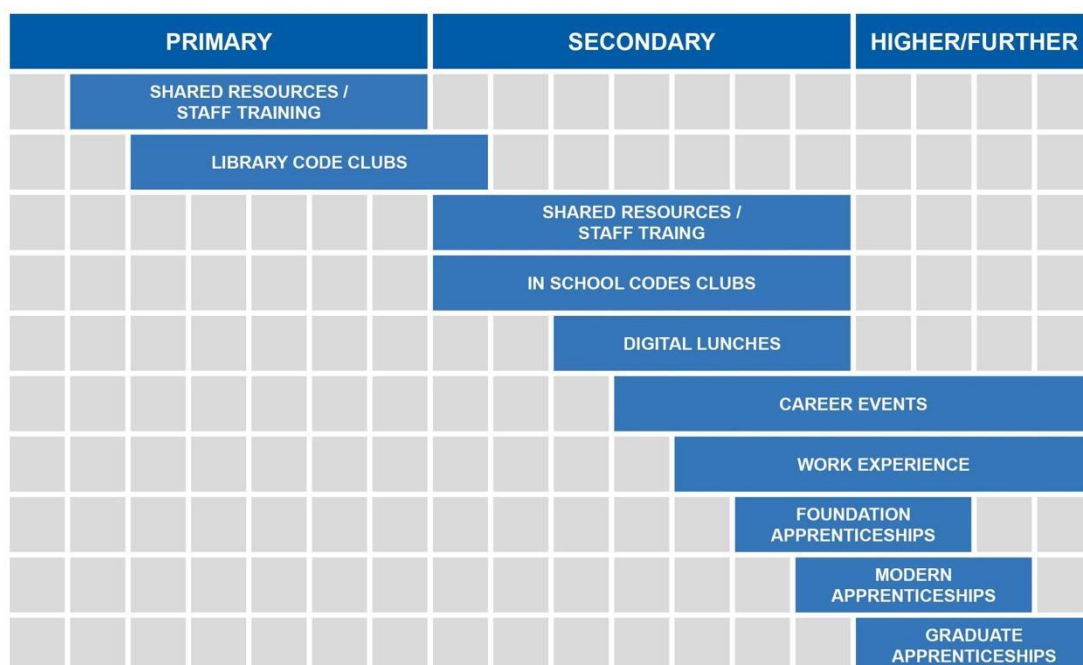 PRIMARY SECONDARY HIGHER/FURTHER
SHARED RESOURCES /
STAFF TRAINING
LIBRARY CODE CLUBS
SHARED RESOURCES /
STAFF TRAING
IN SCHOOL CODES CLUBS
DIGITAL LUNCHES
CAREER EVENTS
WORK EXPERIENCE
FOUNDATION
APPRENTICESHIPS
MODERN
APPRENTICESHIPS
GRADUATE
APPRENTICESHIPS